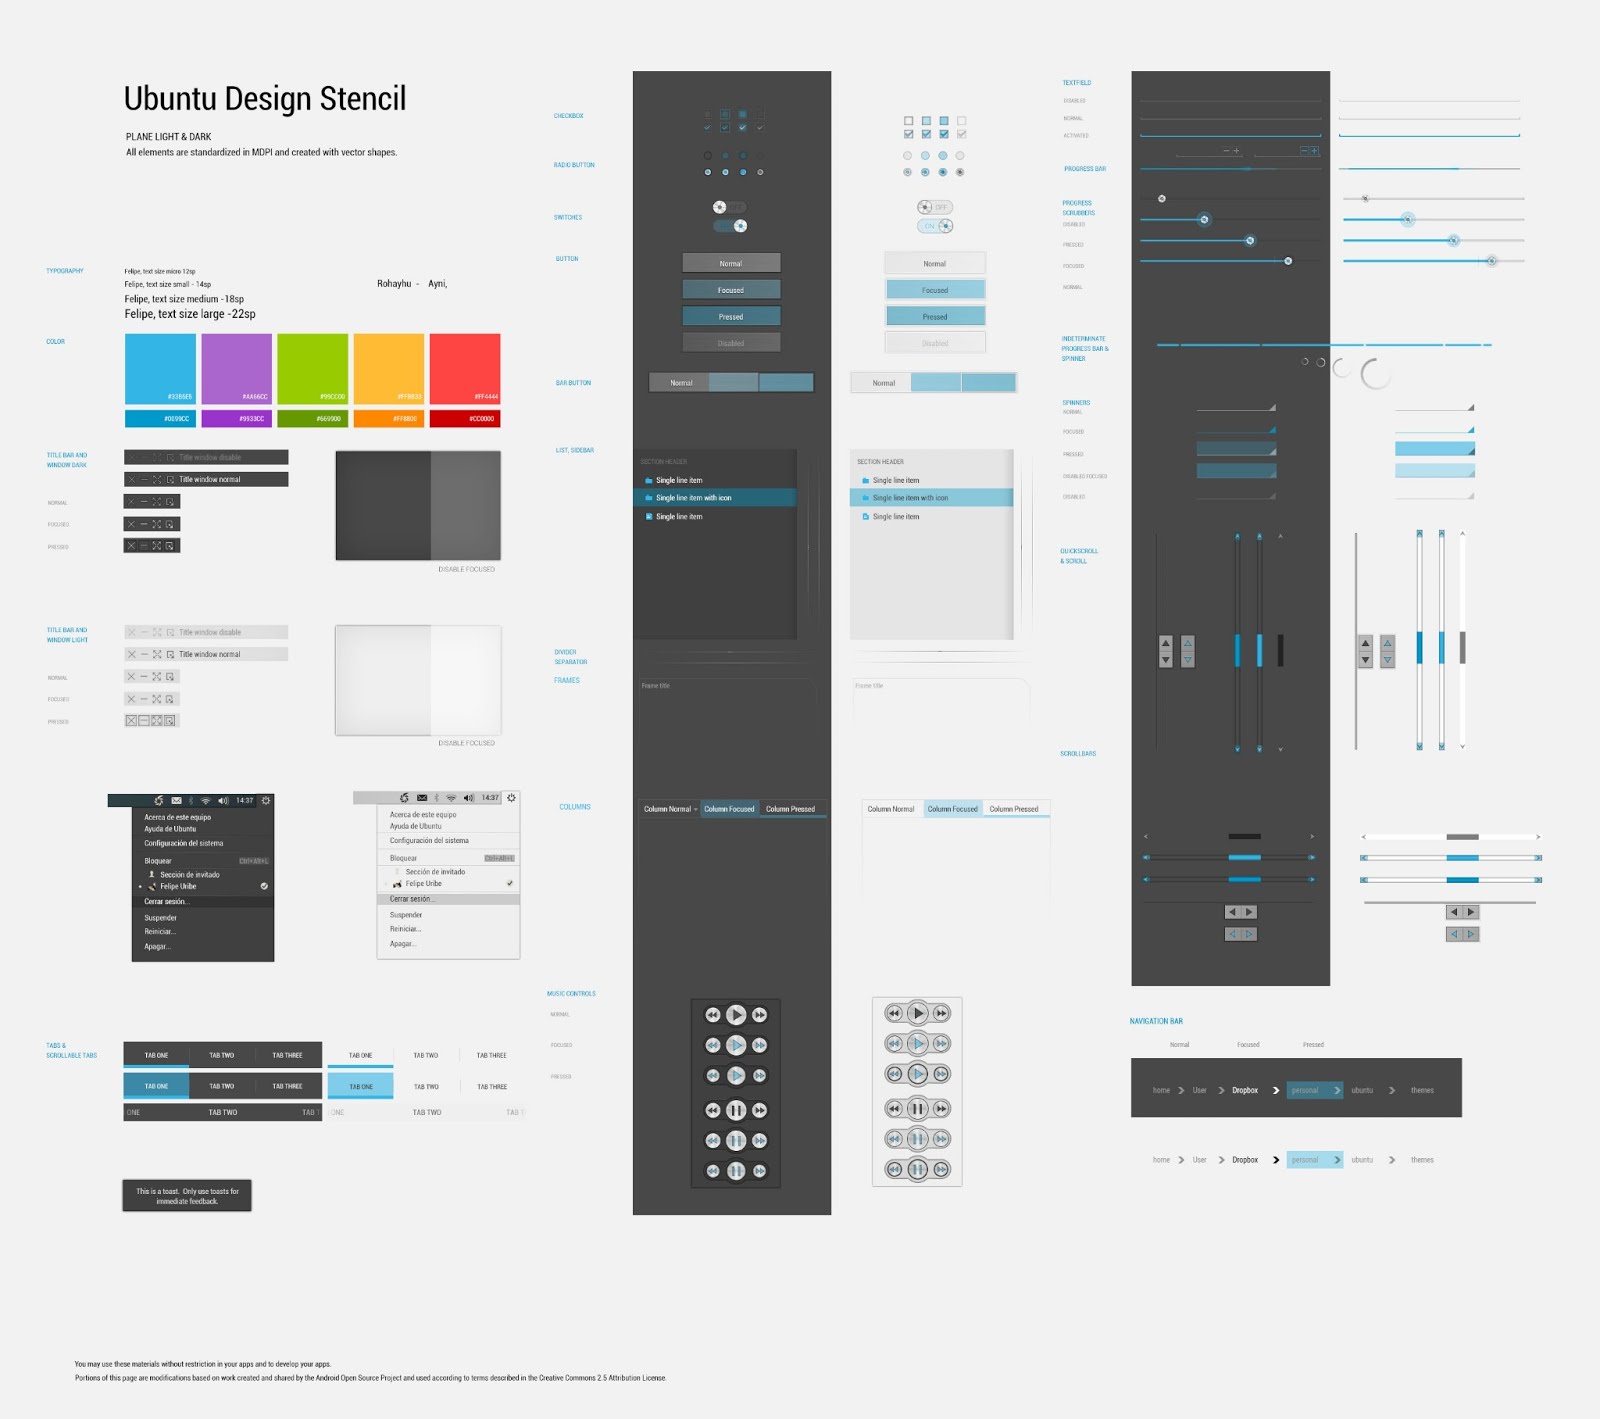 Ubuntu Design Stencil
PLANE LIGHT & DARK
All elements are standardized in MDPI and created with vector shapes.
TYPOGRAPHY
Felipe, text size micro 12sp
Felipe, text size small - 14sp
Felipe, text size medium -18sp
Felipe, text size large -22sp
Rohayhu - Ayni,
COLOR
#33B5E5
#AA66CC
#99CC00
#FFBB33
#FF4444
#0099CC
#9933CC
#669900
#FF8800
#CC0000
TITLE BAR AND
WINDOW DARK
Title window disable
Title window normal
NORMAL
FOCUSED
PRESSED
DISABLE FOCUSED
TITLE BAR AND
WINDOW LIGHT
Title window disable
Title window normal
NORMAL
FOCUSED
PRESSED
DISABLE FOCUSED
14:37
Acerca de este equipo
Ayuda de Ubuntu
Configuración del sistema
Bloquear Ctrl+Alt+L
Sección de invitado
Felipe Uribe
Cerrar sesión...
Suspender
Reiniciar...
Apagar...
14:37
Acerca de este equipo
Ayuda de Ubuntu
Configuración del sistema
Bloquear Ctrl+Alt+L
Sección de invitado
Felipe Uribe
Cerrar sesión...
Suspender
Reiniciar...
Apagar...
TABS &
SCROLLABLE TABS
TAB ONE TAB TWO TAB THREE
TAB ONE TAB TWO TAB THREE
TAB ONE TAB TWO TAB THREE
TAB ONE TAB TWO TAB THREE
ONE TAB TWO TAB T
ONE TAB TWO TAB T
This is a toast. Only use toasts for
immediate feedback.
CHECKBOX
RADIO BUTTON
SWITCHES
OFF
OFF
ON
BUTTON
Normal
Focused
Pressed
Disabled
Normal
Focused
Pressed
Disabled
BAR BUTTON
Normal
Normal
LIST, SIDEBAR
SECTION HEADER
Single line item
Single line item with icon
Single line item
SECTION HEADER
Single line item
Single line item with icon
Single line item
DIVIDER
SEPARATOR
FRAMES
Frame title
Frame title
COLUMNS
Column Normal Column Focused Column Pressed
Column Normal Column Focused Column Pressed
MUSIC CONTROLS
NORMAL
FOCUSED
PRESSED
TEXTFIELD
DISABLED
NORMAL
ACTIVATED
PROGRESS BAR
PROGRESS
SCRUBBERS
DISABLED
PRESSED
FOCUSED
NORMAL
INDETERMINATE
PROGRESS BAR &
SPINNER
SPINNERS
NORMAL
FOCUSED
PRESSED
DISABLED FOCUSED
DISABLED
QUICKSCROLL
& SCROLL
SCROLLBARS
NAVIGATION BAR
Normal Focused Pressed
home User Dropbox personal ubuntu themes
home User Dropbox personal ubuntu themes
You may use these materials without restriction in your apps and to develop your apps.
Portions of this page are modifications based on work created and shared by the Android Open Source Project and used according to terms described in the Creative Commons 2.5 Attribution License.